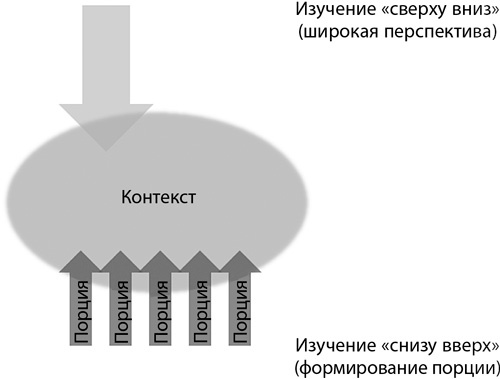 Изучение «сверху вниз»
(широкая перспектива)
Контекст
Порция
Порция
Порция
Порция
Порция
Изучение «снизу вверх»
(формирование порции)